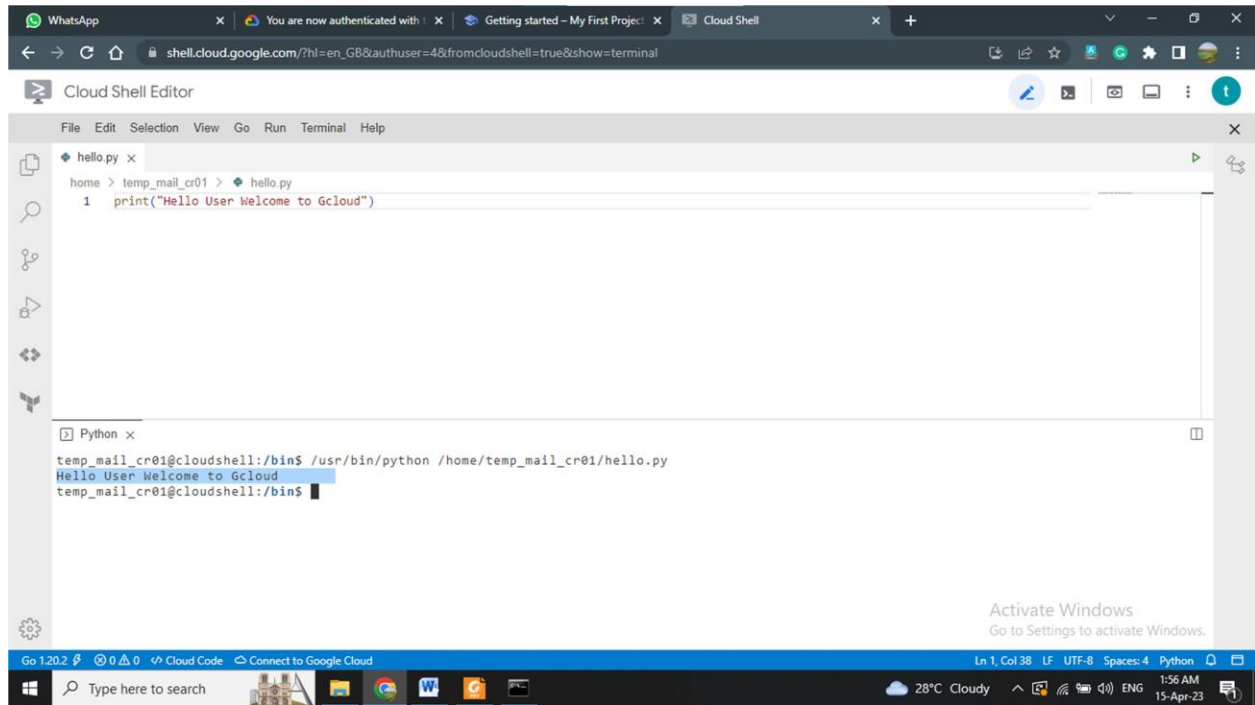 WhatsApp
You are now authenticated with t
Getting started – My First Project
Cloud Shell
shell.cloud.google.com/?hl=en_GB&authuser=4&fromcloudshell=true&show=terminal
Cloud Shell Editor
t
File Edit Selection View Go Run Terminal Help
hello.py
home > temp_mail_cr01 > hello.py
1 print("Hello User Welcome to Gcloud")
Python
temp_mail_cr01@cloudshell:/bin$ /usr/bin/python /home/temp_mail_cr01/hello.py
Hello User Welcome to Gcloud
temp_mail_cr01@cloudshell:/bin$
Activate Windows
Go to Settings to activate Windows.
Go 1.20.2 0 0 Cloud Code Connect to Google Cloud Ln 1, Col 38 LF UTF-8 Spaces: 4 Python
Type here to search 28°C Cloudy ENG 1:56 AM
15-Apr-23